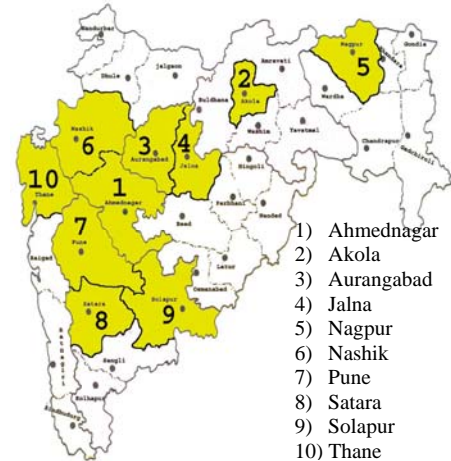 Nandurbar
Dhule
jalgaon
Buldhana
2
Akola
Amravati
Washim
Yavatmal
Nagpur
5
Wardha
Bhandara
Gondia
Chandrapur
Gadchiroli
Nashik
6
3
Aurangabad
4
Jalna
Hingoli
Parbhani
Nanded
10
Thane
1
Ahmednagar
Beed
Latur
Osmanabad
7
Pune
Raigad
Satara
8
Solapur
9
Sangli
Kolhapur
Ratnagiri
Sindhudurg
1) Ahmednagar
2) Akola
3) Aurangabad
4) Jalna
5) Nagpur
6) Nashik
7) Pune
8) Satara
9) Solapur
10) Thane